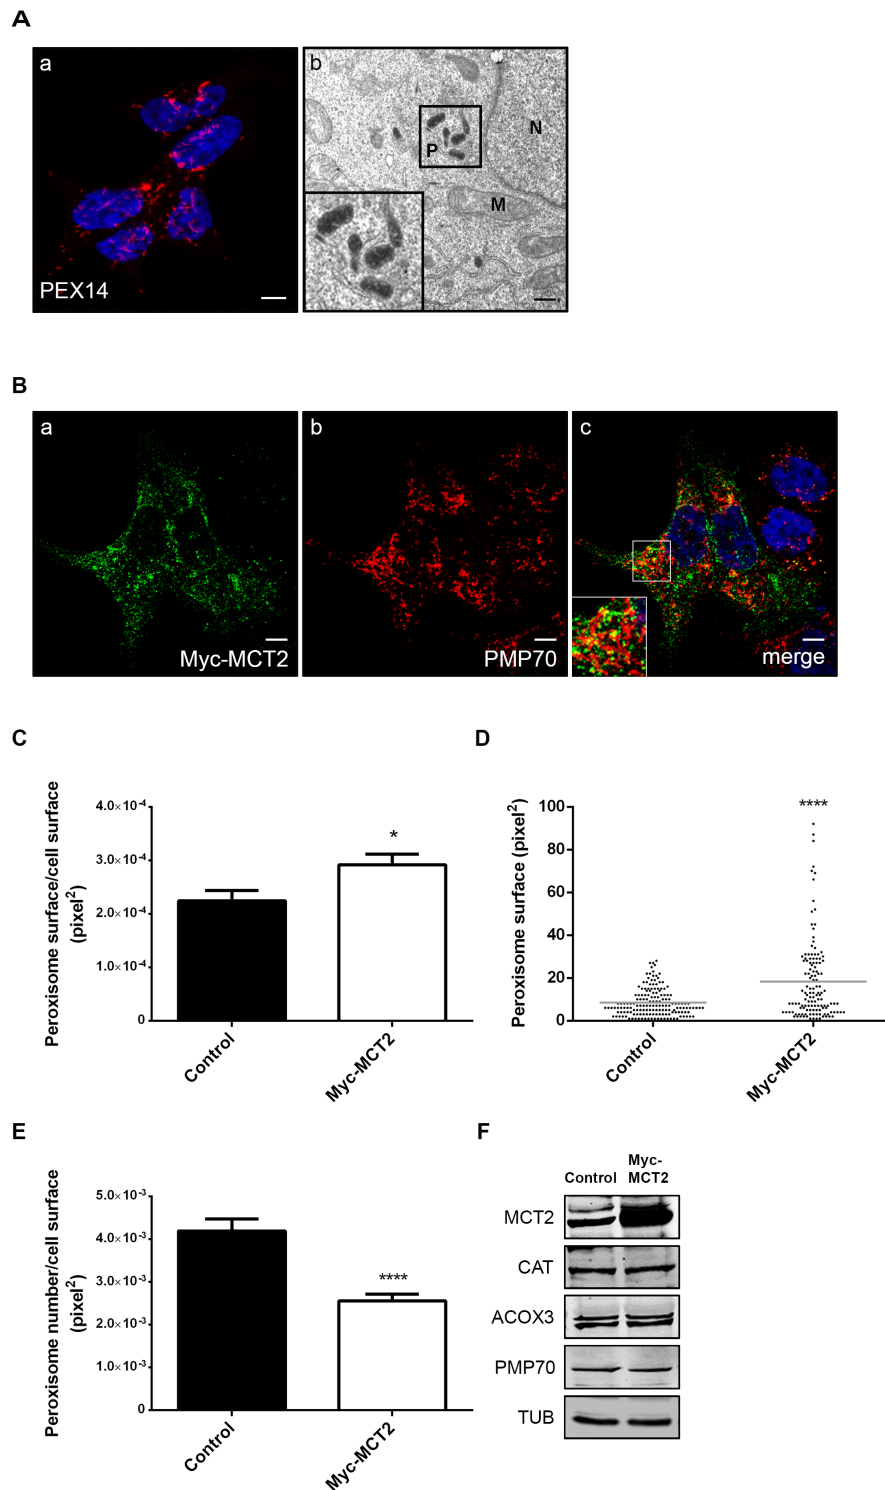 A
a
PEX14
b
N
P
M
B
a
Myc-MCT2
b
PMP70
c
merge
C
Peroxisome surface/cell surface
(pixel²)
4.0×10⁻⁴
3.0×10⁻⁴
2.0×10⁻⁴
1.0×10⁻⁴
0
*
Control
Myc-MCT2
D
Peroxisome surface (pixel²)
100
80
60
40
20
0
****
Control
Myc-MCT2
E
Peroxisome number/cell surface
(pixel²)
5.0×10⁻³
4.0×10⁻³
3.0×10⁻³
2.0×10⁻³
1.0×10⁻³
0
****
Control
Myc-MCT2
F
Control
Myc-
MCT2
MCT2
CAT
ACOX3
PMP70
TUB